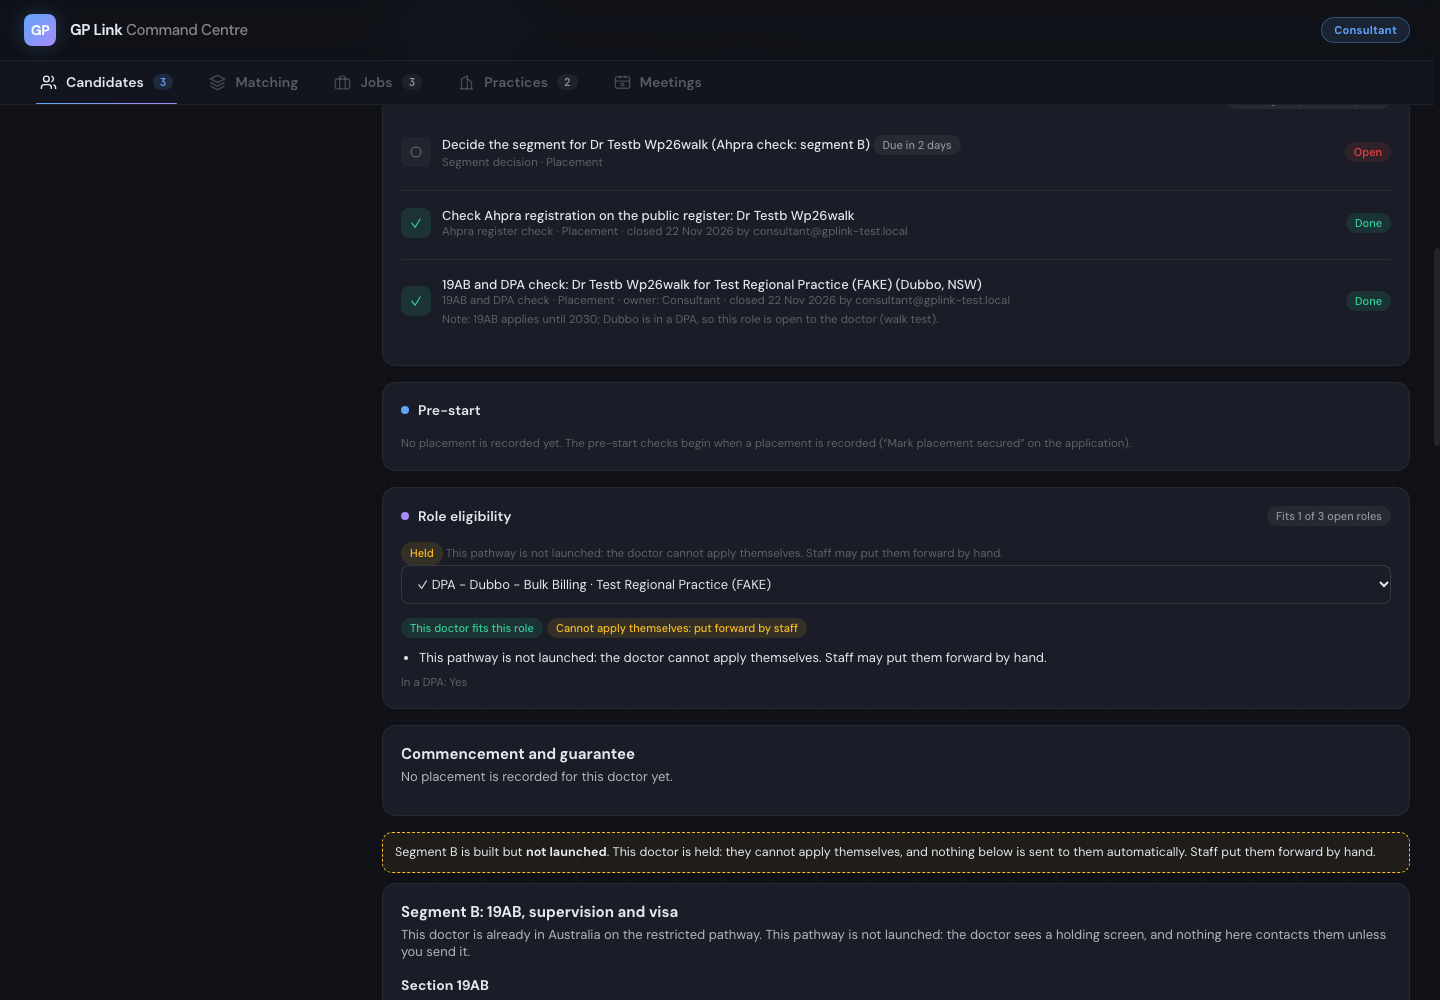 GP
GP Link Command Centre
Consultant
Candidates 3
Matching
Jobs 3
Practices 2
Meetings
Decide the segment for Dr Testb Wp26walk (Ahpra check: segment B) Due in 2 days
Segment decision · Placement
Open
Check Ahpra registration on the public register: Dr Testb Wp26walk
Ahpra register check · Placement · closed 22 Nov 2026 by consultant@gplink-test.local
Done
19AB and DPA check: Dr Testb Wp26walk for Test Regional Practice (FAKE) (Dubbo, NSW)
19AB and DPA check · Placement · owner: Consultant · closed 22 Nov 2026 by consultant@gplink-test.local
Note: 19AB applies until 2030; Dubbo is in a DPA, so this role is open to the doctor (walk test).
Done
Pre-start
No placement is recorded yet. The pre-start checks begin when a placement is recorded (“Mark placement secured” on the application).
Role eligibility
Fits 1 of 3 open roles
Held This pathway is not launched: the doctor cannot apply themselves. Staff may put them forward by hand.
✓ DPA - Dubbo - Bulk Billing · Test Regional Practice (FAKE)
This doctor fits this role Cannot apply themselves: put forward by staff
• This pathway is not launched: the doctor cannot apply themselves. Staff may put them forward by hand.
In a DPA: Yes
Commencement and guarantee
No placement is recorded for this doctor yet.
Segment B is built but not launched. This doctor is held: they cannot apply themselves, and nothing below is sent to them automatically. Staff put them forward by hand.
Segment B: 19AB, supervision and visa
This doctor is already in Australia on the restricted pathway. This pathway is not launched: the doctor sees a holding screen, and nothing here contacts them unless
you send it.
Section 19AB